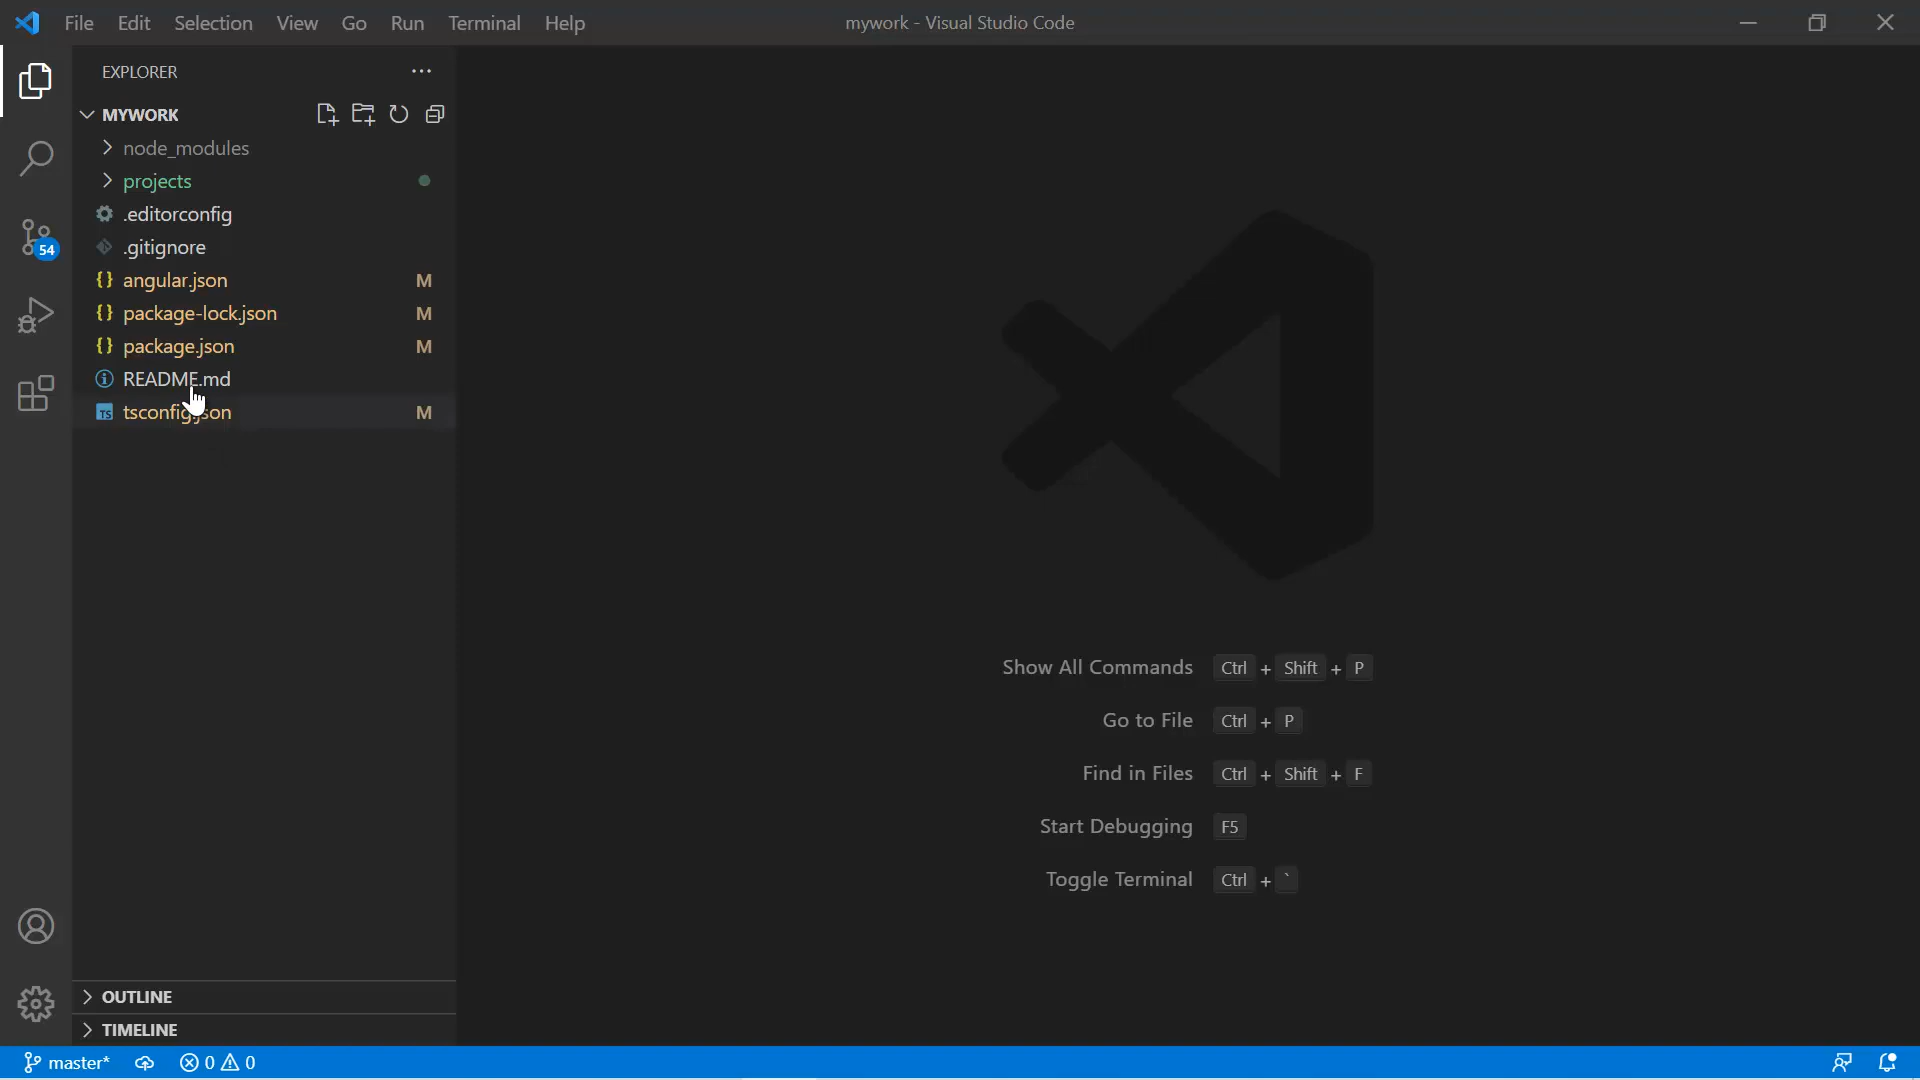 File Edit Selection View Go Run Terminal Help
mywork - Visual Studio Code
EXPLORER
MYWORK
node_modules
projects
.editorconfig
54
.gitignore
angular.json M
package-lock.json M
package.json M
README.md
TS tsconfig.json M
Show All Commands Ctrl + Shift + P
Go to File Ctrl + P
Find in Files Ctrl + Shift + F
Start Debugging F5
Toggle Terminal Ctrl + `
OUTLINE
TIMELINE
master* 0 0